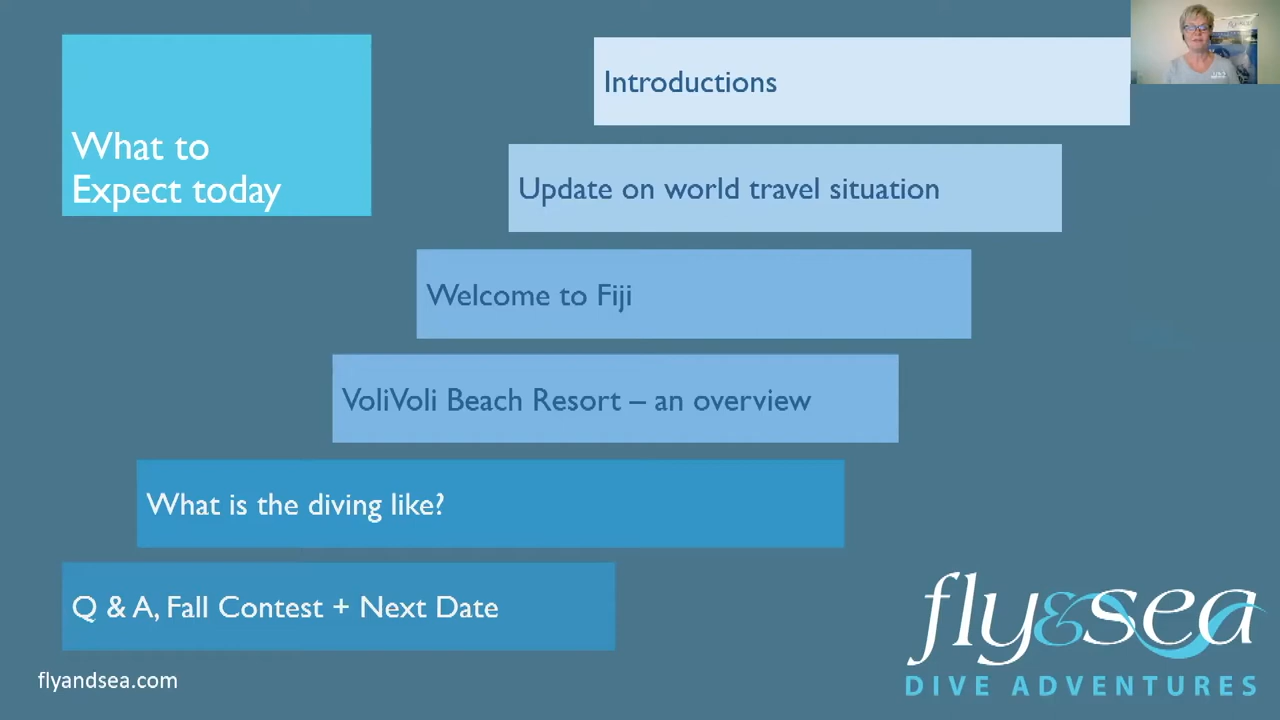 What to
Expect today
Introductions
Update on world travel situation
Welcome to Fiji
VoliVoli Beach Resort – an overview
What is the diving like?
Q & A, Fall Contest + Next Date
flyandsea.com
fly&sea
DIVE ADVENTURES